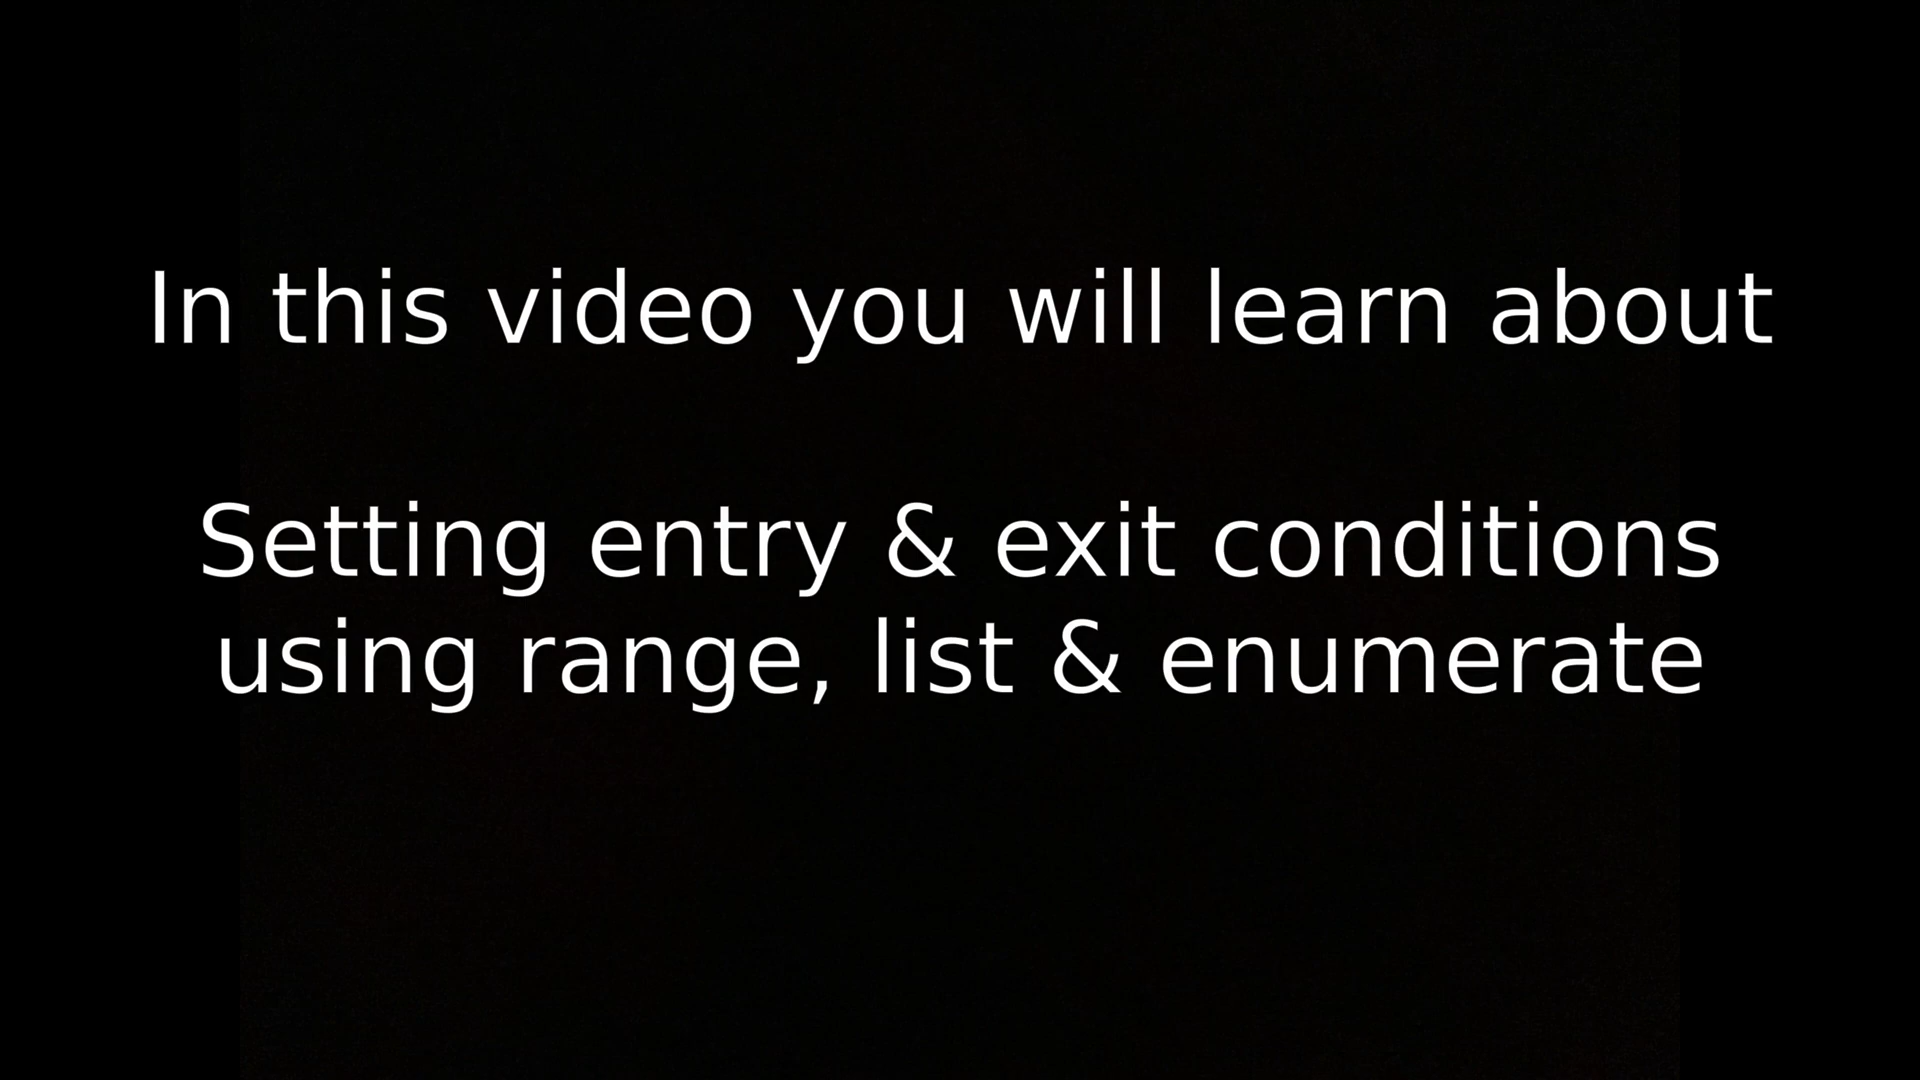 In this video you will learn about
Setting entry & exit conditions
using range, list & enumerate